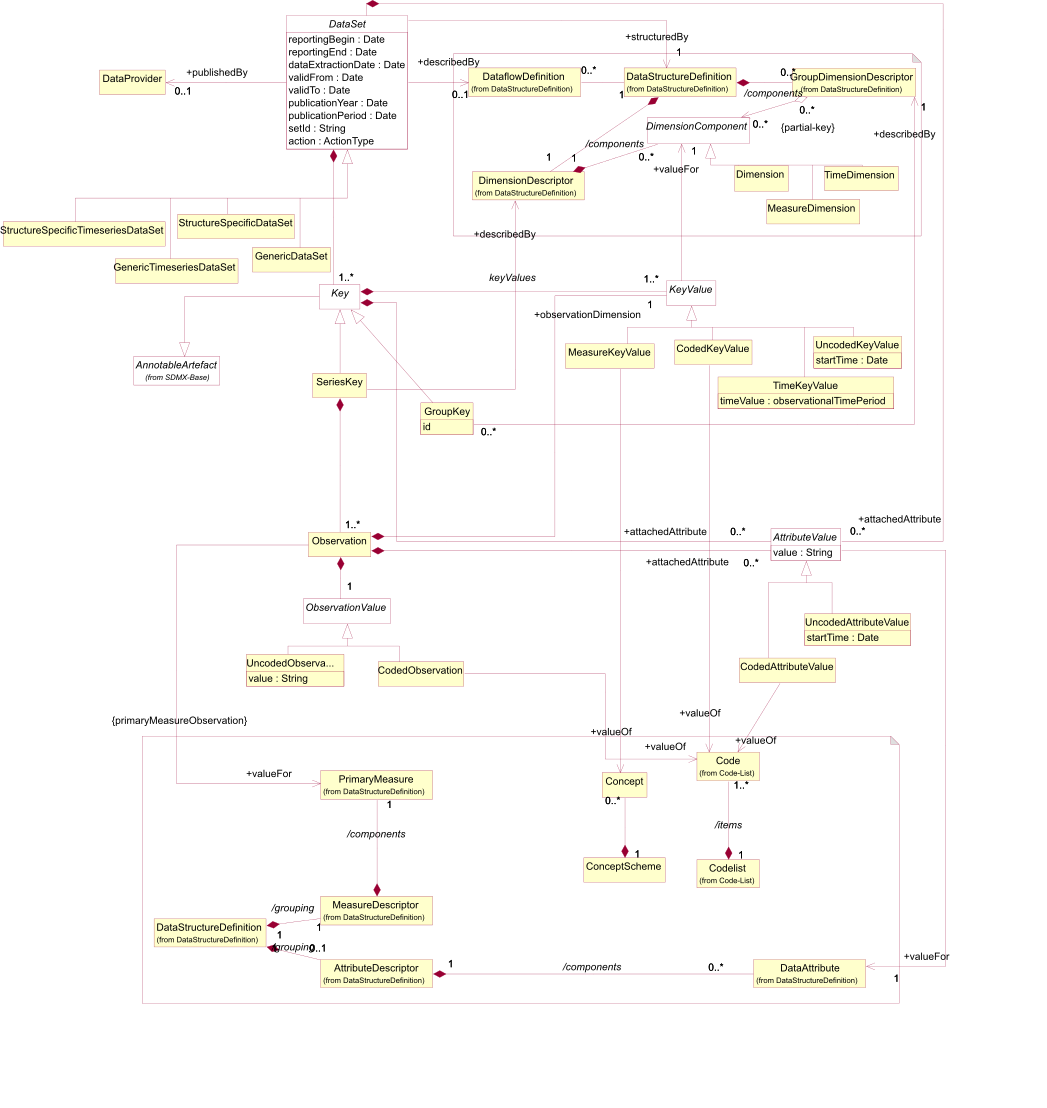 DataSet
reportingBegin : Date
reportingEnd : Date
dataExtractionDate : Date
validFrom : Date
validTo : Date
publicationYear : Date
publicationPeriod : Date
setId : String
action : ActionType
+structuredBy
1
DataProvider
+publishedBy
0..1
+describedBy
0..1
DataflowDefinition
(from DataStructureDefinition)
0..*
DataStructureDefinition
(from DataStructureDefinition)
1
0..*
/components
GroupDimensionDescriptor
(from DataStructureDefinition)
1
+describedBy
0..*
{partial-key}
DimensionComponent
0..*
/components
1
1
0..*
1
+valueFor
DimensionDescriptor
(from DataStructureDefinition)
Dimension
TimeDimension
MeasureDimension
+describedBy
StructureSpecificTimeseriesDataSet
StructureSpecificDataSet
GenericTimeseriesDataSet
GenericDataSet
1..*
Key
keyValues
1..*
KeyValue
1
+observationDimension
AnnotableArtefact
(from SDMX-Base)
MeasureKeyValue
CodedKeyValue
UncodedKeyValue
startTime : Date
TimeKeyValue
timeValue : observationalTimePeriod
SeriesKey
GroupKey
id
0..*
1..*
Observation
+attachedAttribute
0..*
+attachedAttribute
0..*
+attachedAttribute
0..*
AttributeValue
value : String
1
ObservationValue
UncodedObserva...
value : String
CodedObservation
UncodedAttributeValue
startTime : Date
CodedAttributeValue
{primaryMeasureObservation}
+valueOf
+valueOf
+valueOf
+valueOf
+valueFor
PrimaryMeasure
(from DataStructureDefinition)
1
Concept
0..*
Code
(from Code-List)
1..*
/components
/items
1
ConceptScheme
1
Codelist
(from Code-List)
MeasureDescriptor
(from DataStructureDefinition)
/grouping
1
1
DataStructureDefinition
(from DataStructureDefinition)
/grouping
0..1
AttributeDescriptor
(from DataStructureDefinition)
1
/components
0..*
DataAttribute
(from DataStructureDefinition)
+valueFor
1